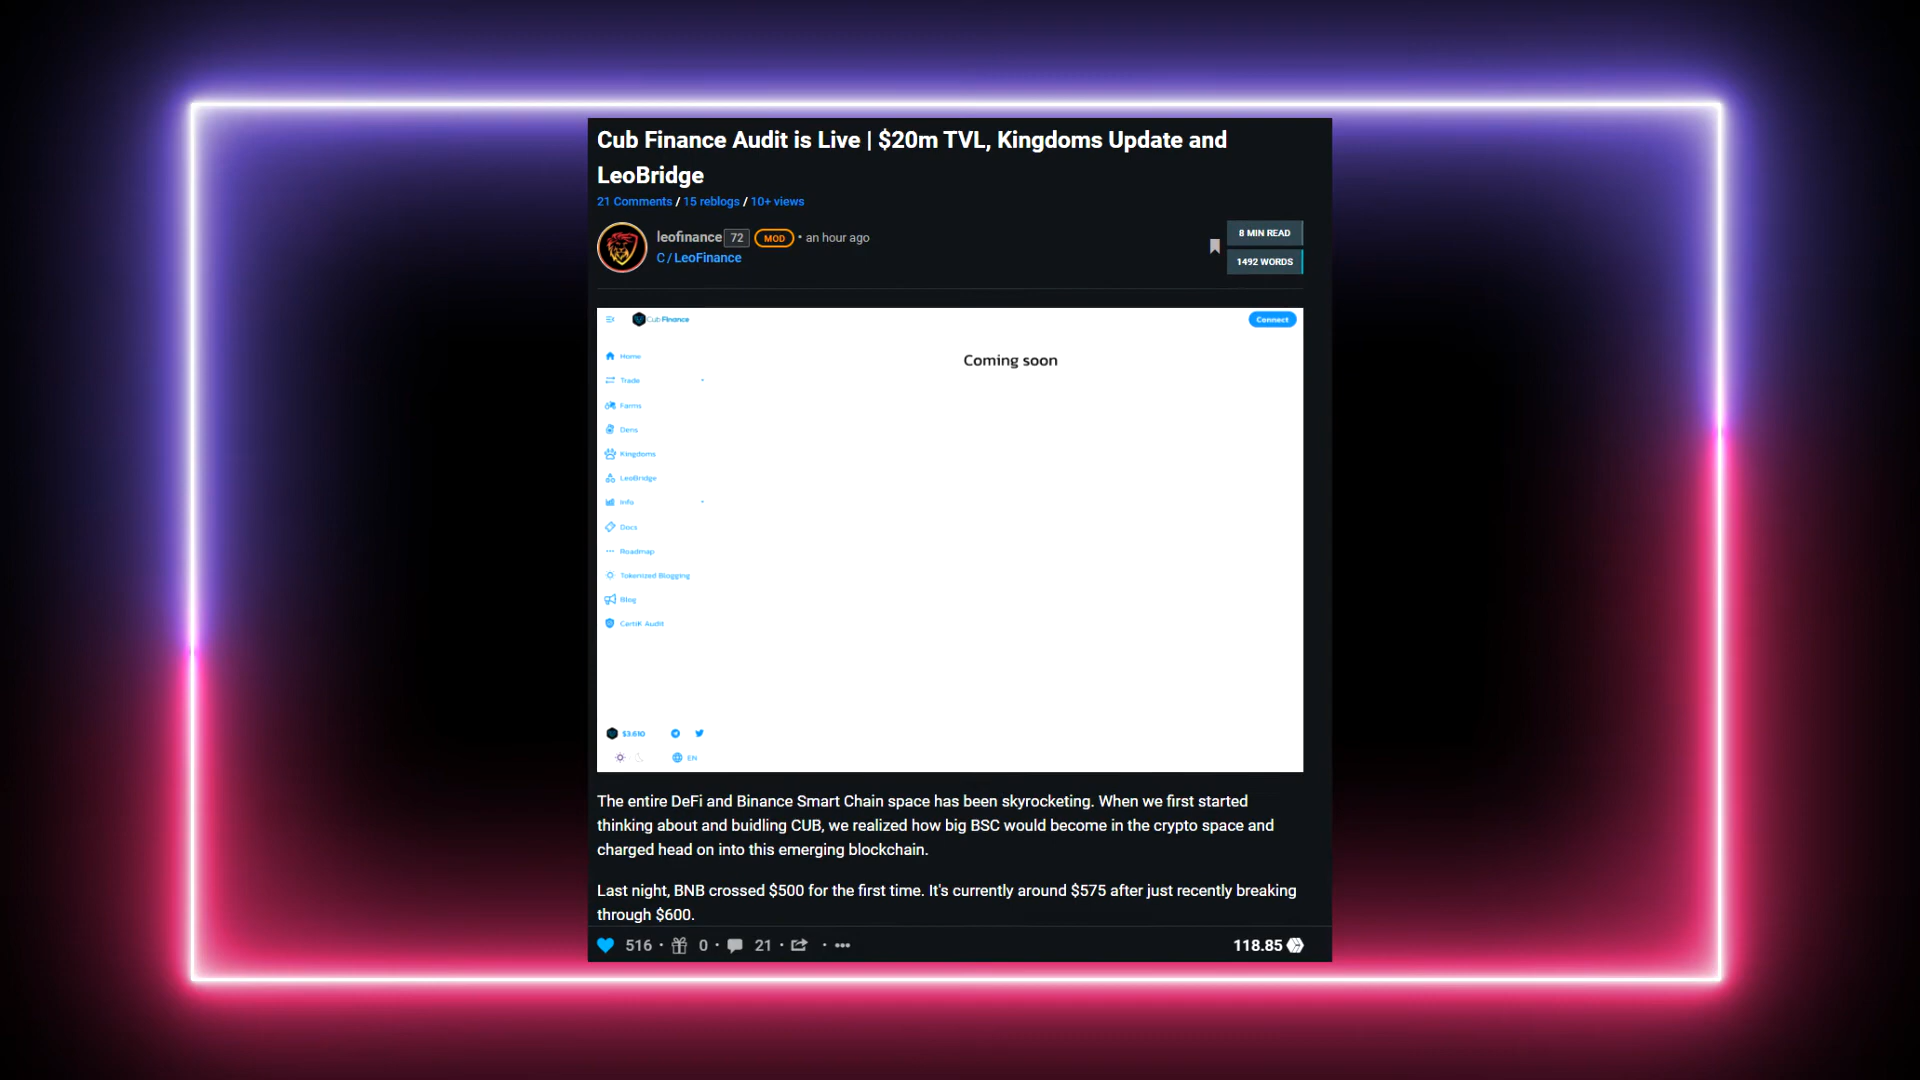 Cub Finance Audit is Live | $20m TVL, Kingdoms Update and
LeoBridge
21 Comments / 15 reblogs / 10+ views
leofinance 72 MOD • an hour ago
C / LeoFinance
8 MIN READ
1492 WORDS
Cub Finance
Connect
Coming soon
Home
Trade
Farms
Dens
Kingdoms
LeoBridge
Info
Docs
Roadmap
Tokenized Blogging
Blog
CertiK Audit
$3.610
EN
The entire DeFi and Binance Smart Chain space has been skyrocketing. When we first started
thinking about and buidling CUB, we realized how big BSC would become in the crypto space and
charged head on into this emerging blockchain.
Last night, BNB crossed $500 for the first time. It's currently around $575 after just recently breaking
through $600.
516 · 0 · 21 · · •••
118.85